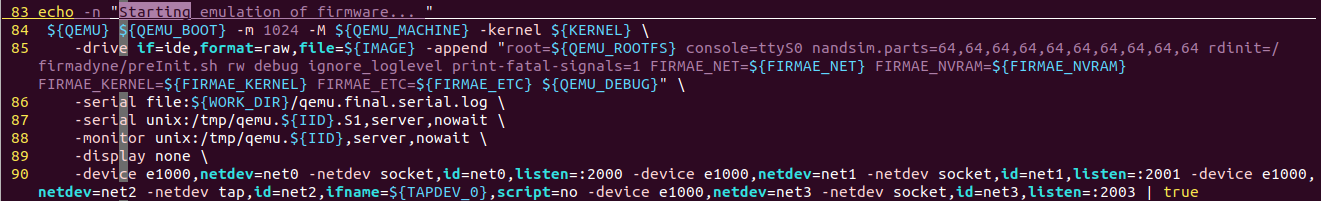 83 echo -n "Starting emulation of firmware... "
84  ${QEMU} ${QEMU_BOOT} -m 1024 -M ${QEMU_MACHINE} -kernel ${KERNEL} \
85     -drive if=ide,format=raw,file=${IMAGE} -append "root=${QEMU_ROOTFS} console=ttyS0 nandsim.parts=64,64,64,64,64,64,64,64,64,64 rdinit=/
firmadyne/preInit.sh rw debug ignore_loglevel print-fatal-signals=1 FIRMAE_NET=${FIRMAE_NET} FIRMAE_NVRAM=${FIRMAE_NVRAM}
FIRMAE_KERNEL=${FIRMAE_KERNEL} FIRMAE_ETC=${FIRMAE_ETC} ${QEMU_DEBUG}" \
86     -serial file:${WORK_DIR}/qemu.final.serial.log \
87     -serial unix:/tmp/qemu.${IID}.S1,server,nowait \
88     -monitor unix:/tmp/qemu.${IID},server,nowait \
89     -display none \
90     -device e1000,netdev=net0 -netdev socket,id=net0,listen=:2000 -device e1000,netdev=net1 -netdev socket,id=net1,listen=:2001 -device e1000,
netdev=net2 -netdev tap,id=net2,ifname=${TAPDEV_0},script=no -device e1000,netdev=net3 -netdev socket,id=net3,listen=:2003 | true